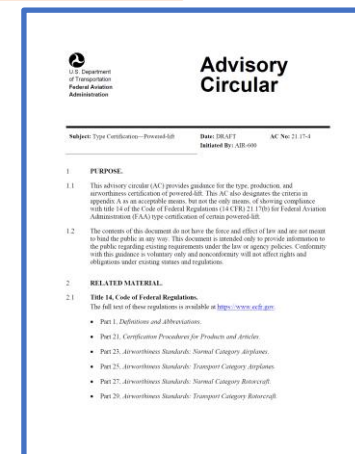 U.S. Department
of Transportation
Federal Aviation
Administration
Advisory
Circular
Subject: Type Certification—Powered-lift Date: DRAFT AC No: 21.17-4
Initiated By: AIR-600
1 PURPOSE.
1.1 This advisory circular (AC) provides guidance for the type, production, and
airworthiness certification of powered-lift. This AC also designates the criteria in
appendix A as an acceptable means, but not the only means, of showing compliance
with title 14 of the Code of Federal Regulations (14 CFR) 21.17(b) for Federal Aviation
Administration (FAA) type certification of certain powered-lift.
1.2 The contents of this document do not have the force and effect of law and are not meant
to bind the public in any way. This document is intended only to provide information to
the public regarding existing requirements under the law or agency policies. Conformity
with this guidance is voluntary only and nonconformity will not affect rights and
obligations under existing statues and regulations.
2 RELATED MATERIAL.
2.1 Title 14, Code of Federal Regulations.
The full text of these regulations is available at https://www.ecfr.gov.
• Part 1, Definitions and Abbreviations.
• Part 21, Certification Procedures for Products and Articles.
• Part 23, Airworthiness Standards: Normal Category Airplanes.
• Part 25, Airworthiness Standards: Transport Category Airplanes.
• Part 27, Airworthiness Standards: Normal Category Rotorcraft.
• Part 29, Airworthiness Standards: Transport Category Rotorcraft.